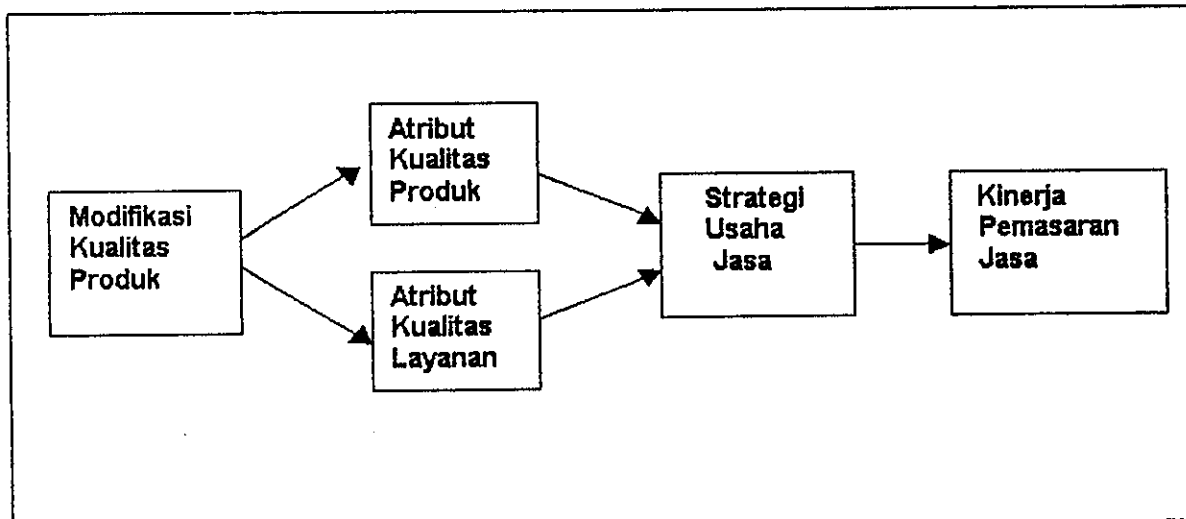 Modifikasi
Kualitas
Produk
Atribut
Kualitas
Produk
Atribut
Kualitas
Layanan
Strategi
Usaha
Jasa
Kinerja
Pemasaran
Jasa